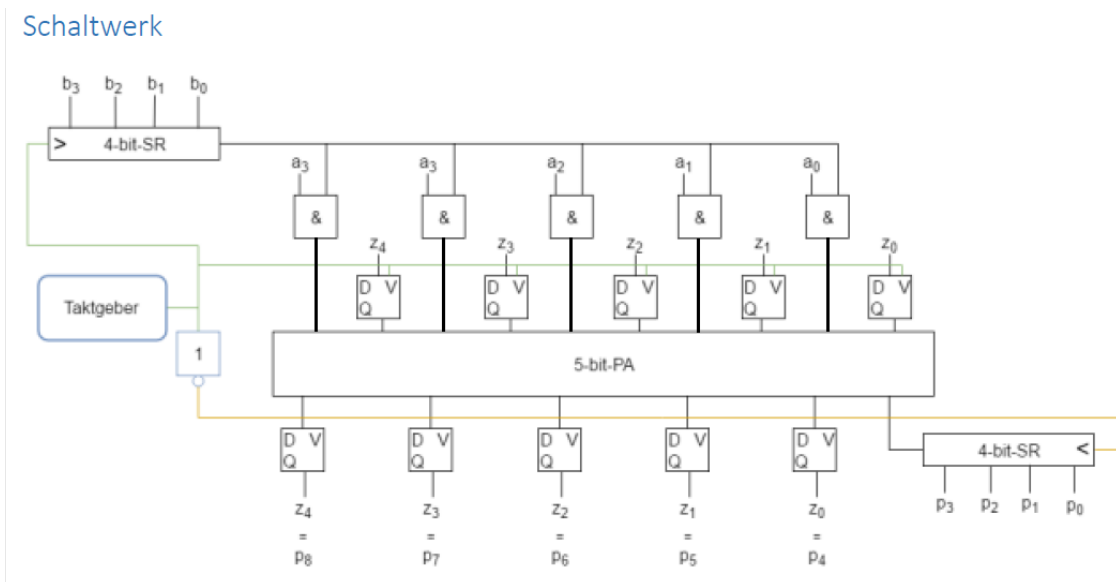 Schaltwerk
b3 b2 b1 b0
> 4-bit-SR
a3 a3 a2 a1 a0
& & & & &
z4 z3 z2 z1 z0
Taktgeber
D V D V D V D V D V
Q Q Q Q Q
1
5-bit-PA
D V D V D V D V D V
Q Q Q Q Q
4-bit-SR <
p3 p2 p1 p0
z4 z3 z2 z1 z0
= = = = =
p8 p7 p6 p5 p4